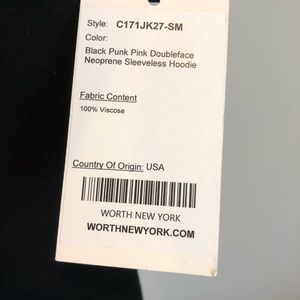 Style: C171JK27-SM
Color:
Black Punk Pink Doubleface
Neoprene Sleeveless Hoodie
Fabric Content
100% Viscose
Country Of Origin: USA
WORTH NEW YORK
WORTHNEWYORK.COM